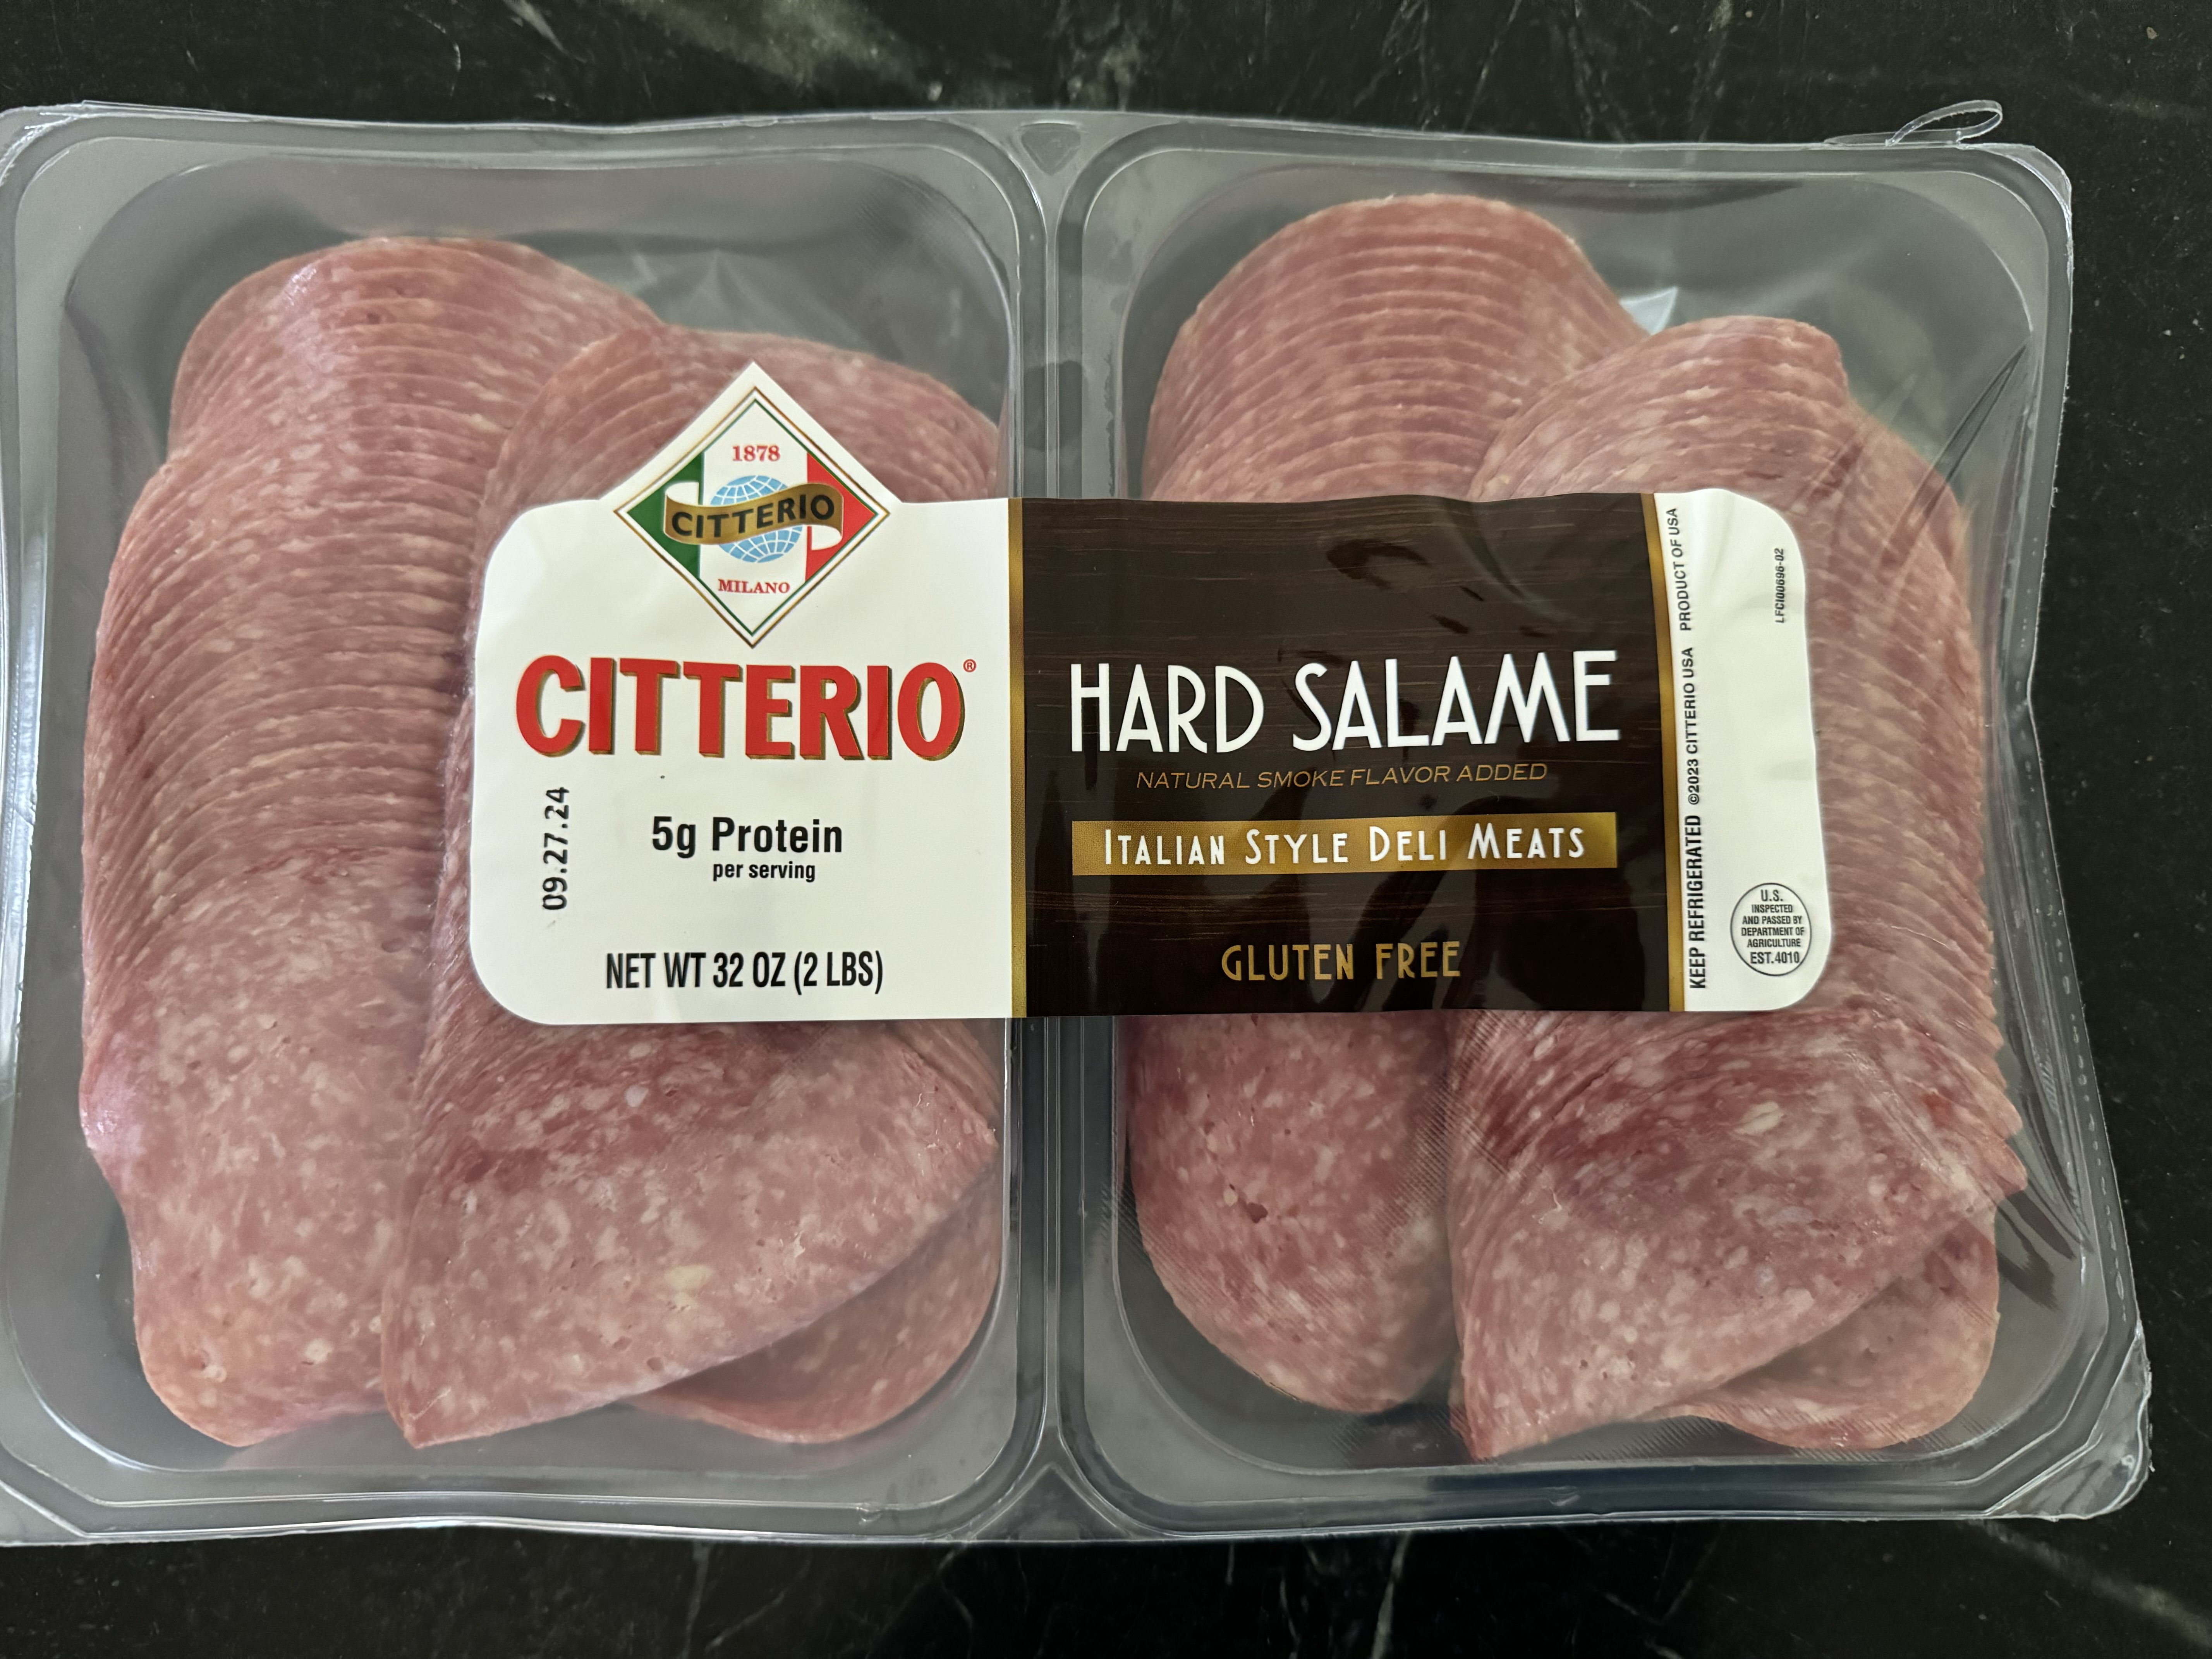 1878
CITTERIO
MILANO
CITTERIO®
09.27.24
5g Protein
per serving
NET WT 32 OZ (2 LBS)
HARD SALAME
NATURAL SMOKE FLAVOR ADDED
ITALIAN STYLE DELI MEATS
GLUTEN FREE
KEEP REFRIGERATED ©2023 CITTERIO USA PRODUCT OF USA
LFCI00696-02
U.S.
INSPECTED
AND PASSED BY
DEPARTMENT OF
AGRICULTURE
EST.4010